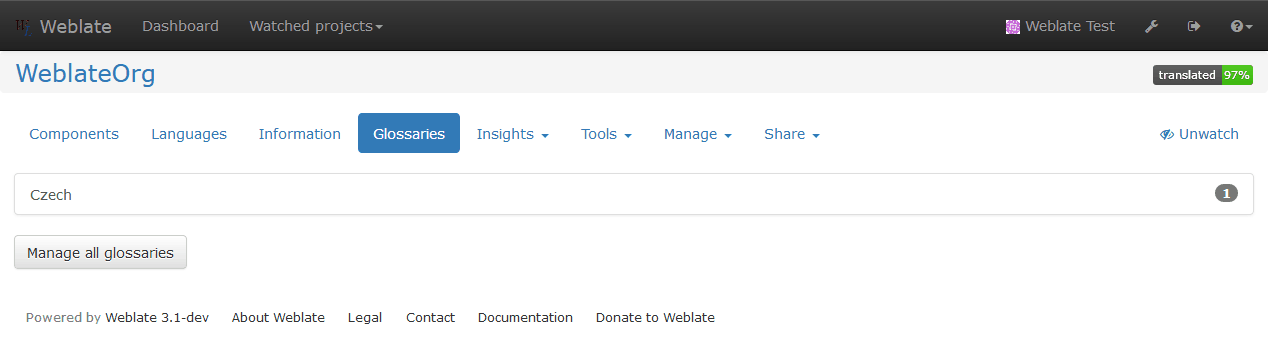 Weblate Dashboard Watched projects Weblate Test
WeblateOrg translated 97%
Components Languages Information Glossaries Insights Tools Manage Share Unwatch
Czech 1
Manage all glossaries
Powered by Weblate 3.1-dev About Weblate Legal Contact Documentation Donate to Weblate